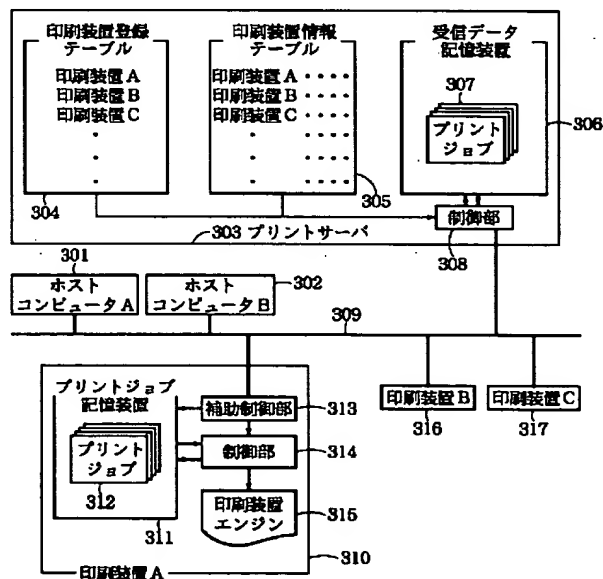 印刷装置登録
テーブル
印刷装置A
印刷装置B
印刷装置C
304
印刷装置情報
テーブル
印刷装置A
印刷装置B
印刷装置C
305
受信データ
記憶装置
307
プリント
ジョブ
306
制御部
308
303 プリントサーバ
301
ホスト
コンピュータA
302
ホスト
コンピュータB
309
プリントジョブ
記憶装置
プリント
ジョブ
312
311
補助制御部
313
制御部
314
印刷装置
エンジン
315
310
印刷装置A
印刷装置B
316
印刷装置C
317